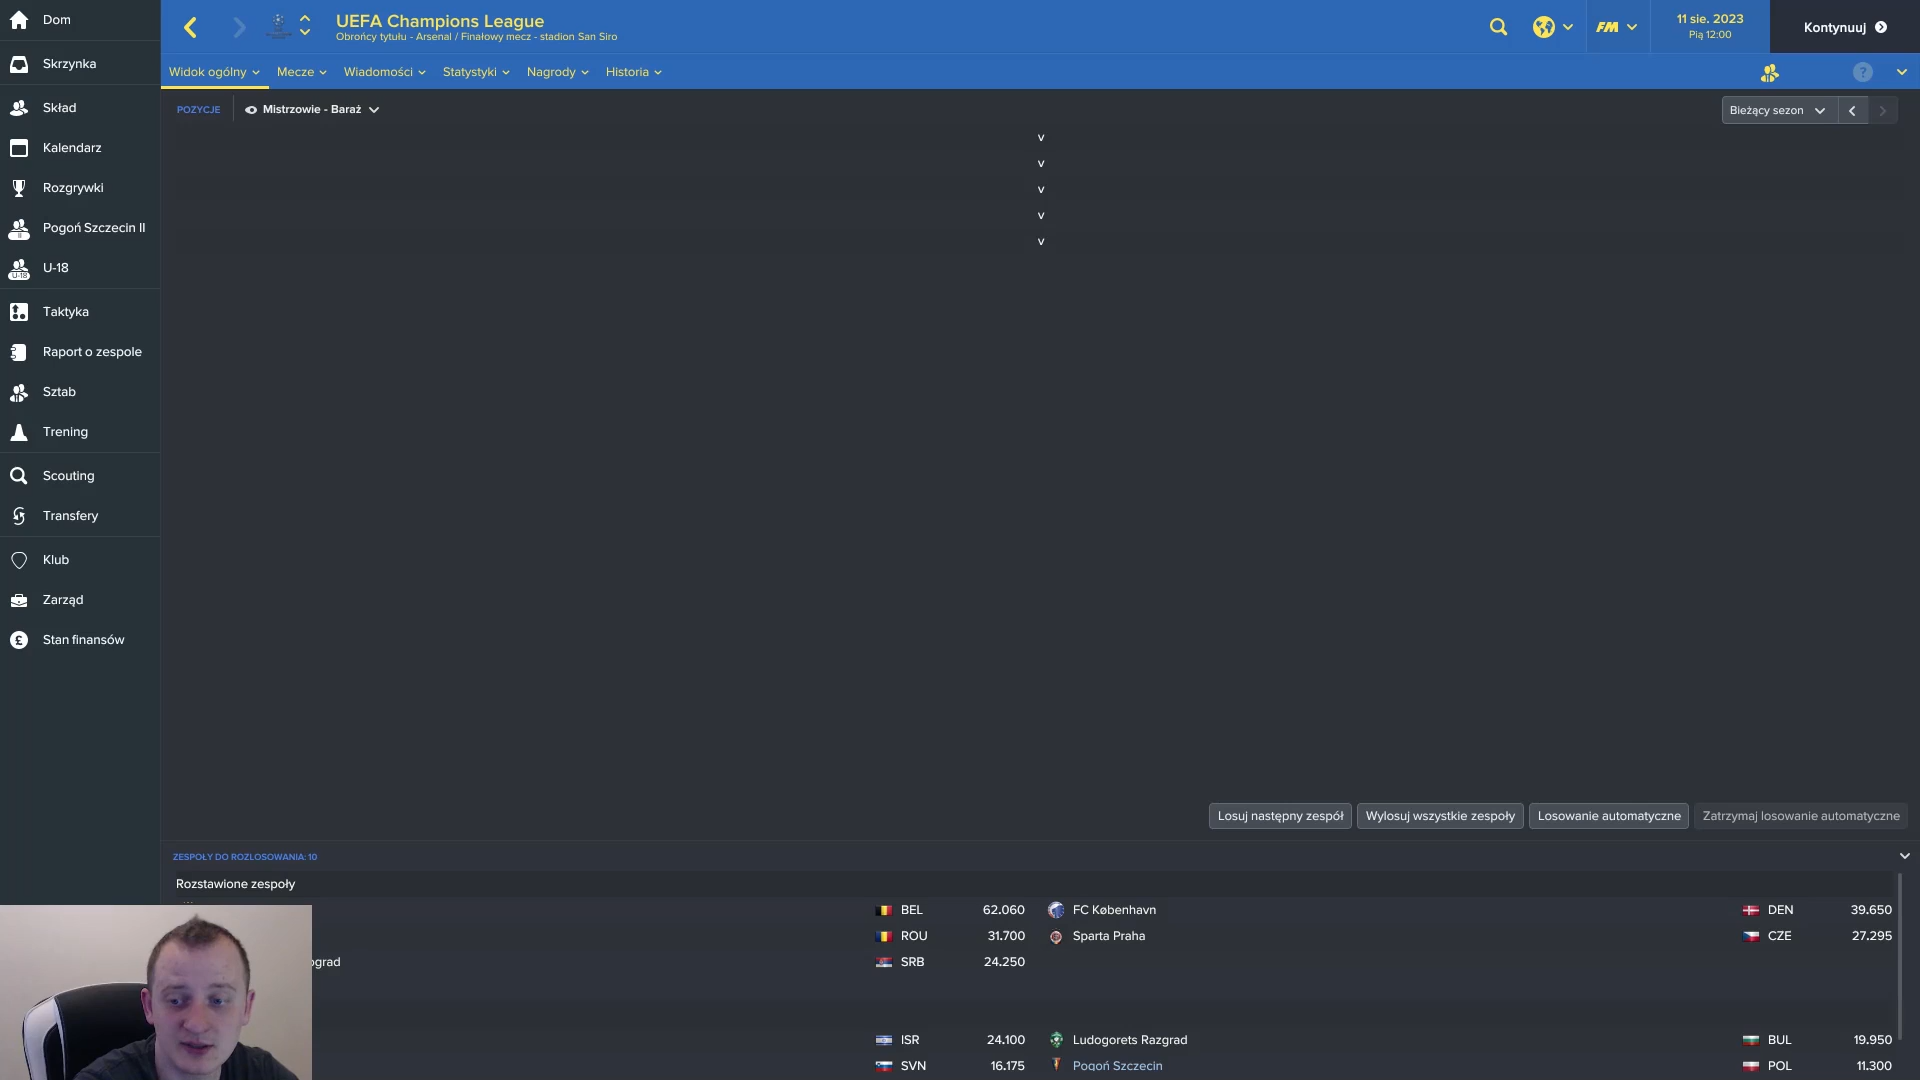 Dom
Skrzynka
Skład
Kalendarz
Rozgrywki
Pogoń Szczecin II
U-18
Taktyka
Raport o zespole
Sztab
Trening
Scouting
Transfery
Klub
Zarząd
Stan finansów
UEFA Champions League
Obrońcy tytułu - Arsenal / Finałowy mecz - stadion San Siro
FM
11 sie. 2023
Pią 12:00
Kontynuuj
Widok ogólny
Mecze
Wiadomości
Statystyki
Nagrody
Historia
?
POZYCJE
Mistrzowie - Baraż
Bieżący sezon
v
v
v
v
v
Losuj następny zespół
Wylosuj wszystkie zespoły
Losowanie automatyczne
Zatrzymaj losowanie automatyczne
ZESPOŁY DO ROZLOSOWANIA: 10
Rozstawione zespoły
BEL 62.060 FC København DEN 39.650
ROU 31.700 Sparta Praha CZE 27.295
ograd SRB 24.250
ISR 24.100 Ludogorets Razgrad BUL 19.950
SVN 16.175 Pogoń Szczecin POL 11.300